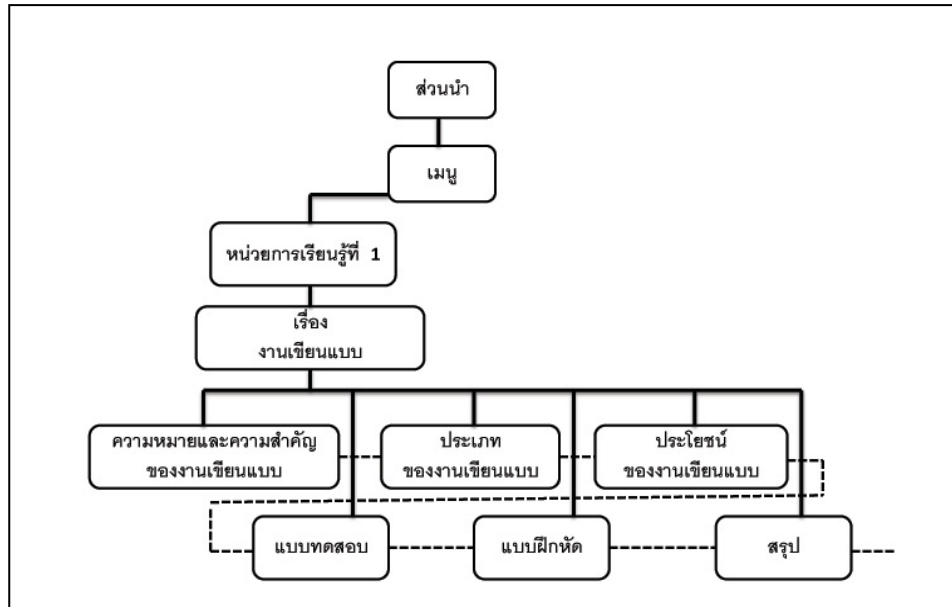 ส่วนนำ
เมนู
หน่วยการเรียนรู้ที่ 1
เรื่อง
งานเขียนแบบ
ความหมายและความสำคัญ
ของงานเขียนแบบ
ประเภท
ของงานเขียนแบบ
ประโยชน์
ของงานเขียนแบบ
แบบทดสอบ
แบบฝึกหัด
สรุป